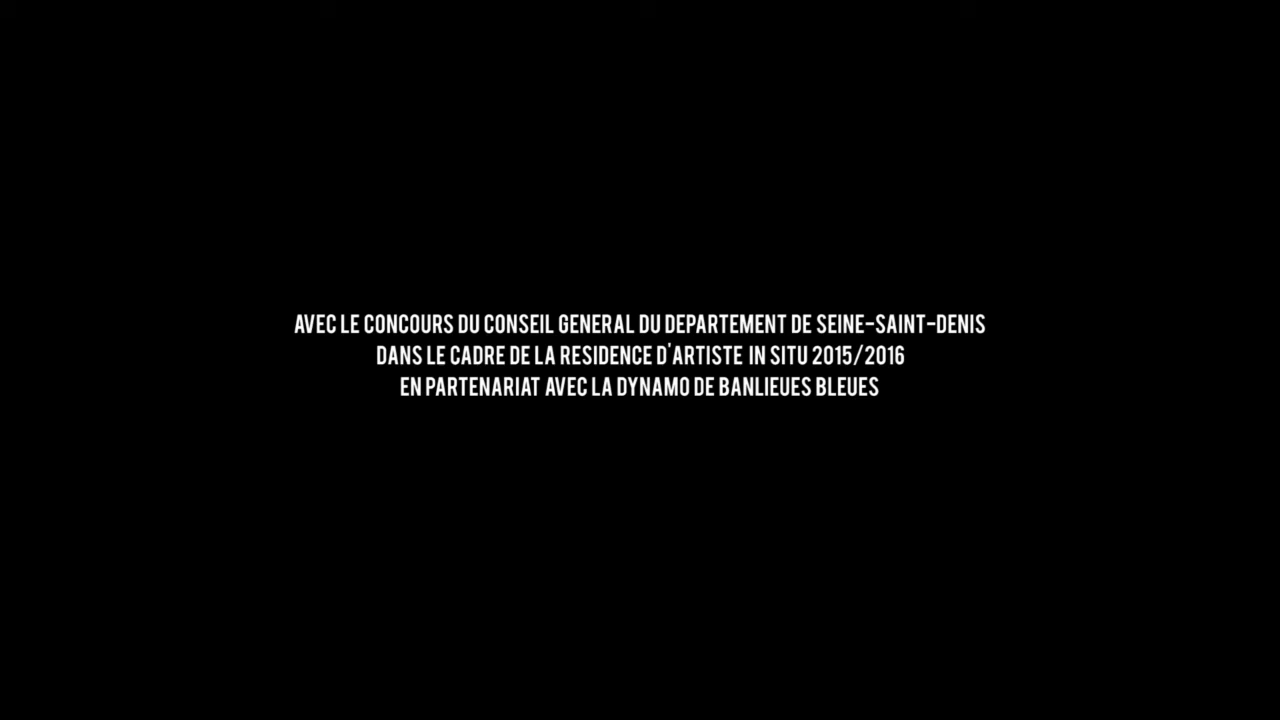 AVEC LE CONCOURS DU CONSEIL GENERAL DU DEPARTEMENT DE SEINE-SAINT-DENIS
DANS LE CADRE DE LA RESIDENCE D'ARTISTE IN SITU 2015/2016
EN PARTENARIAT AVEC LA DYNAMO DE BANLIEUES BLEUES